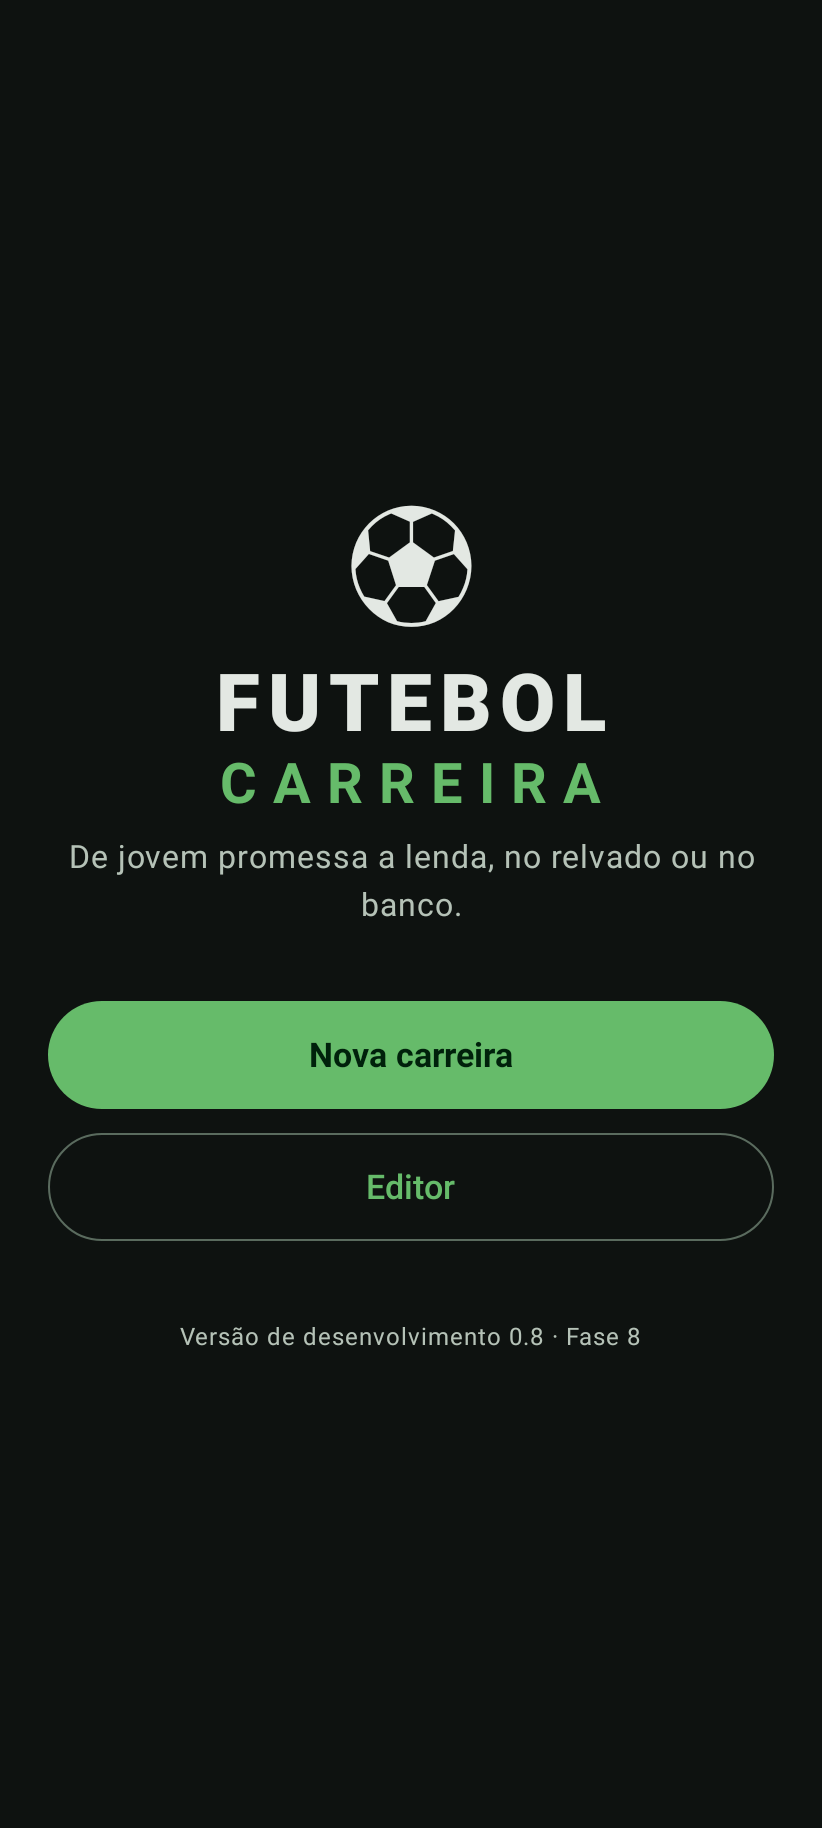 FUTEBOL
CARREIRA
De jovem promessa a lenda, no relvado ou no
banco.
Nova carreira
Editor
Versão de desenvolvimento 0.8 · Fase 8